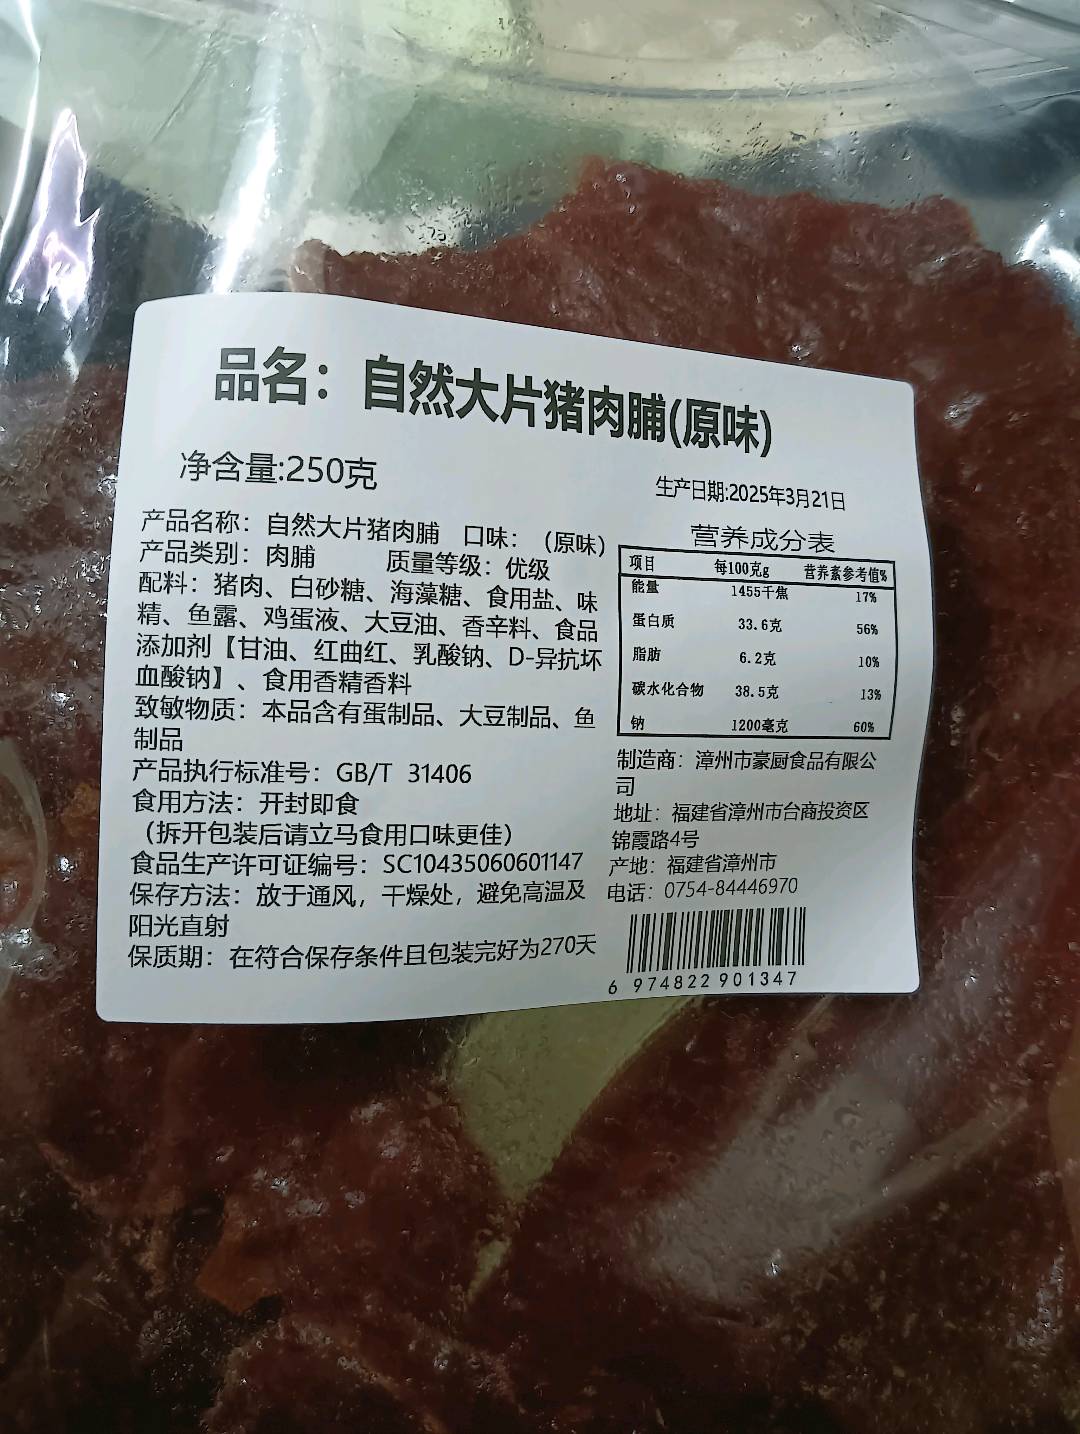 品名：自然大片猪肉脯(原味)
净含量:250克
产品名称：自然大片猪肉脯 口味：（原味）
产品类别：肉脯 质量等级：优级
配料：猪肉、白砂糖、海藻糖、食用盐、味
精、鱼露、鸡蛋液、大豆油、香辛料、食品
添加剂【甘油、红曲红、乳酸钠、D-异抗坏
血酸钠】、食用香精香料
致敏物质：本品含有蛋制品、大豆制品、鱼
制品
产品执行标准号：GB/T 31406
食用方法：开封即食
（拆开包装后请立马食用口味更佳）
食品生产许可证编号：SC10435060601147
保存方法：放于通风，干燥处，避免高温及
阳光直射
保质期：在符合保存条件且包装完好为270天
生产日期:2025年3月21日
营养成分表
项目 每100克g 营养素参考值%
能量 1455千焦 17%
蛋白质 33.6克 56%
脂肪 6.2克 10%
碳水化合物 38.5克 13%
钠 1200毫克 60%
制造商：漳州市豪厨食品有限公
司
地址：福建省漳州市台商投资区
锦霞路4号
产地：福建省漳州市
电话：0754-84446970
6 974822 901347